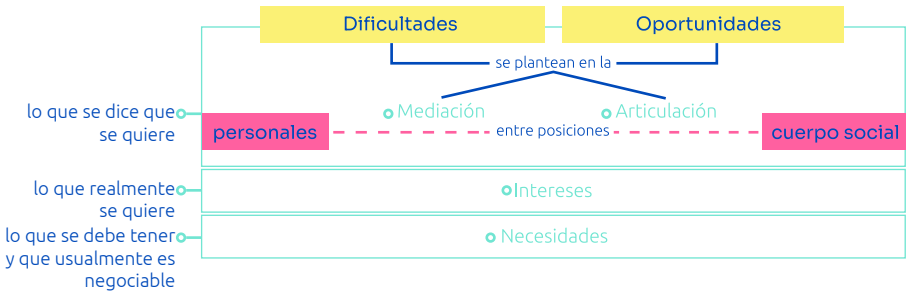 Dificultades
Oportunidades
se plantean en la
Mediación
Articulación
lo que se dice que
se quiere
personales
entre posiciones
cuerpo social
lo que realmente
se quiere
Intereses
lo que se debe tener
y que usualmente es
negociable
Necesidades